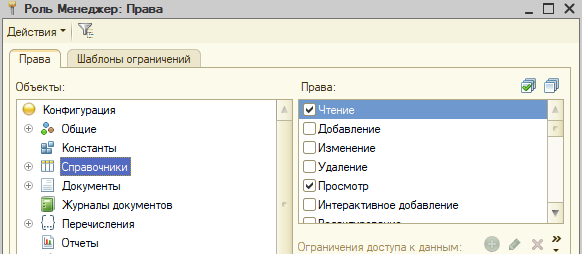 Роль Менеджер: Права
Действия
Права
Шаблоны ограничений
Объекты:
Конфигурация
Общие
Константы
Справочники
Документы
Журналы документов
Перечисления
Отчеты
Права:
Чтение
Добавление
Изменение
Удаление
Просмотр
Интерактивное добавление
Ограничения доступа к данным: